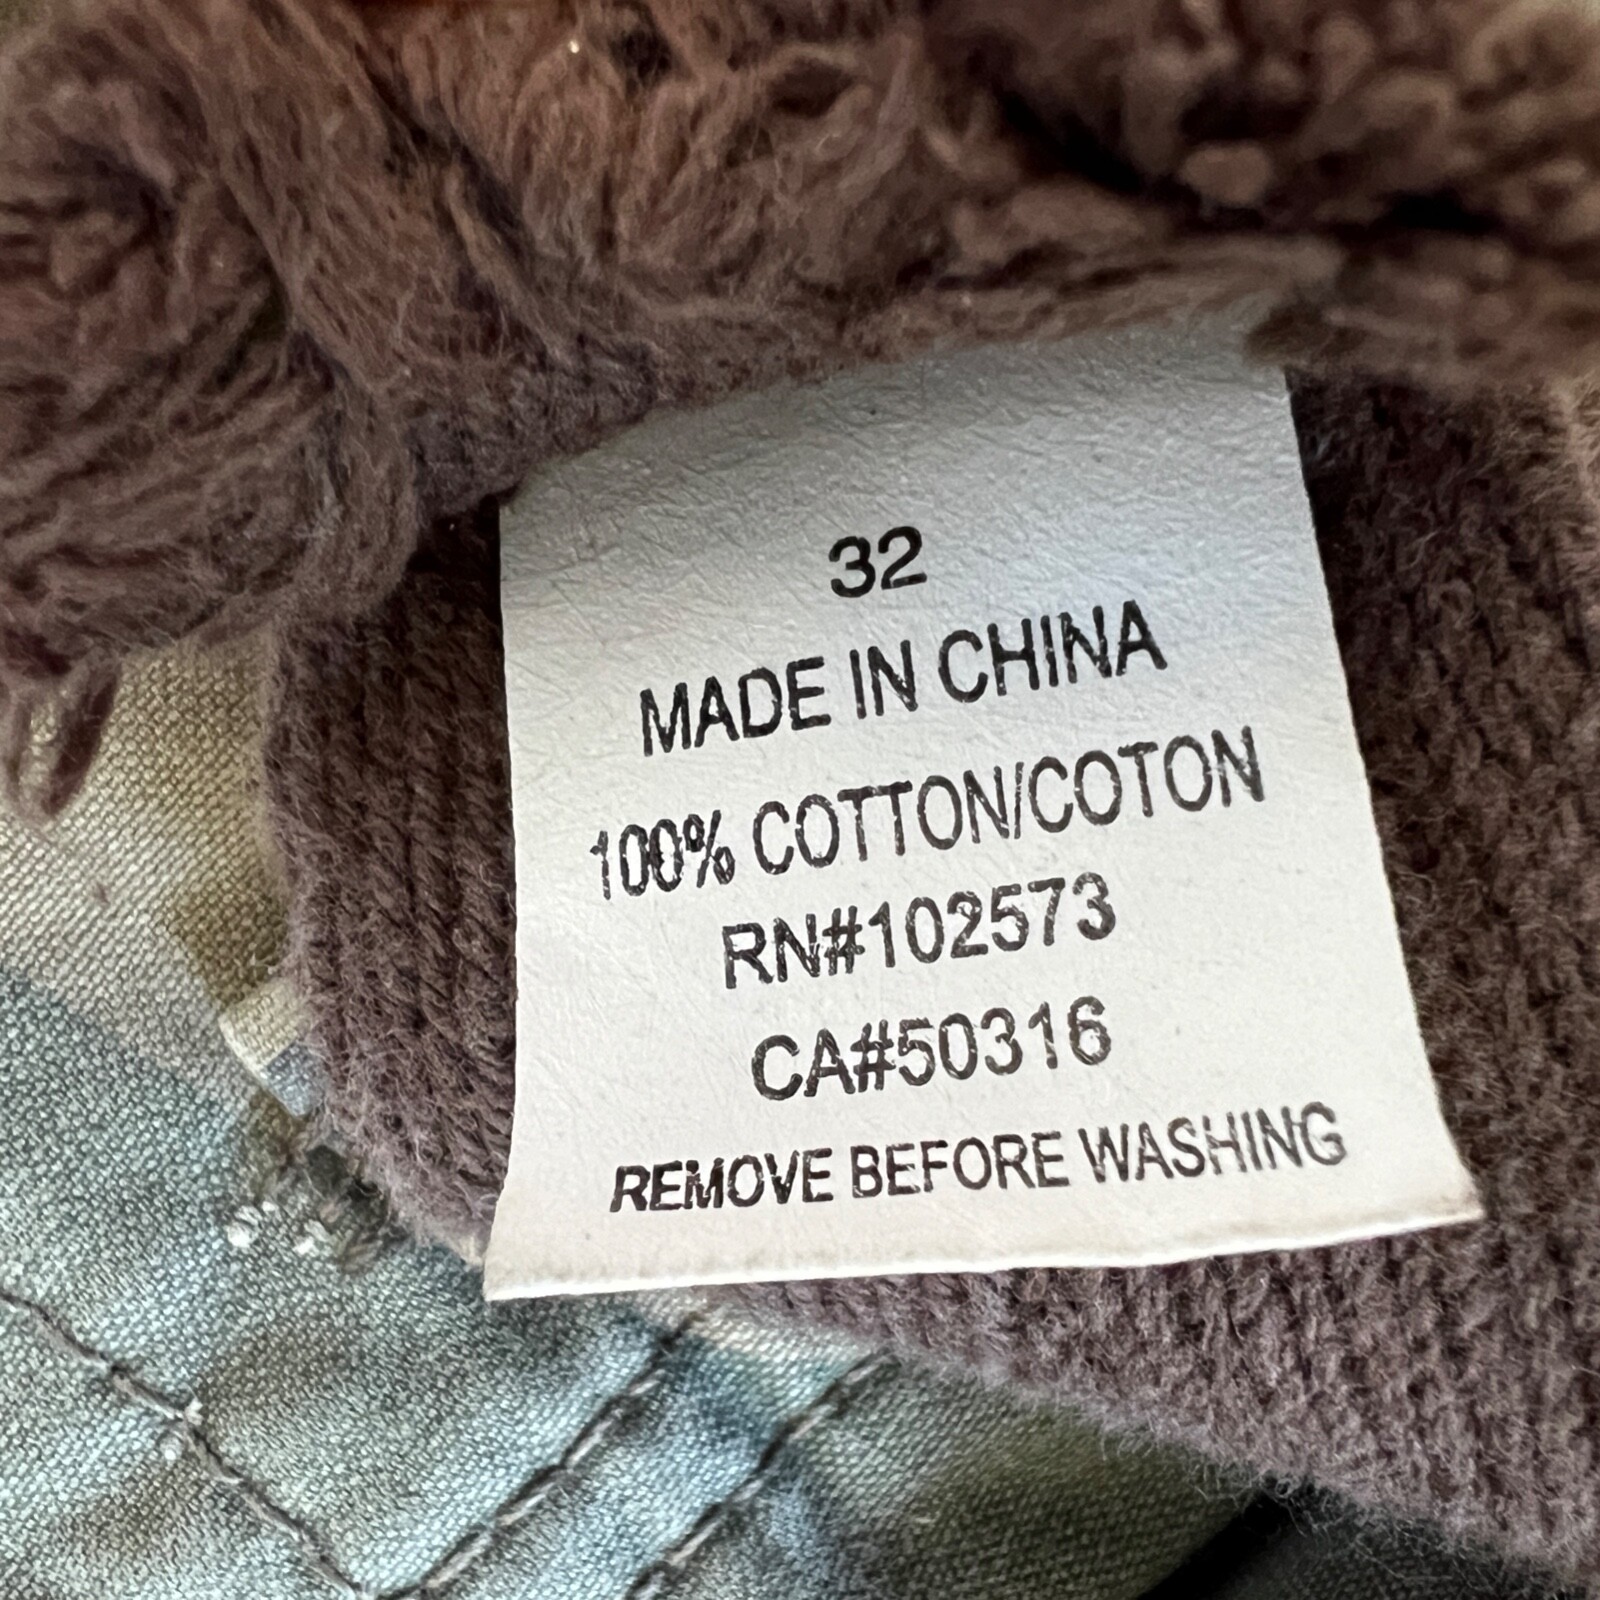 32
MADE IN CHINA
100% COTTON/COTON
RN#102573
CA#50316
REMOVE BEFORE WASHING